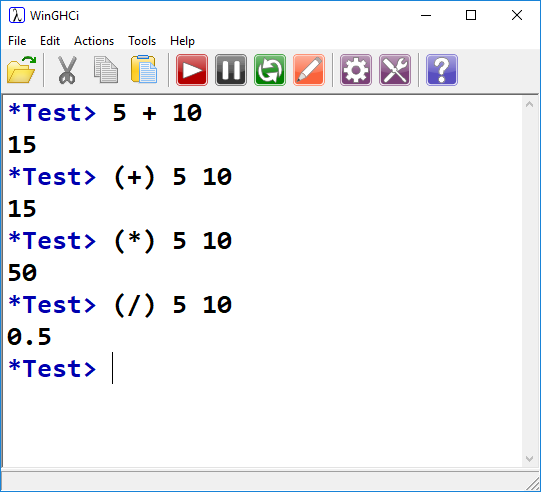 WinGHCi
File Edit Actions Tools Help
*Test> 5 + 10
15
*Test> (+) 5 10
15
*Test> (*) 5 10
50
*Test> (/) 5 10
0.5
*Test>